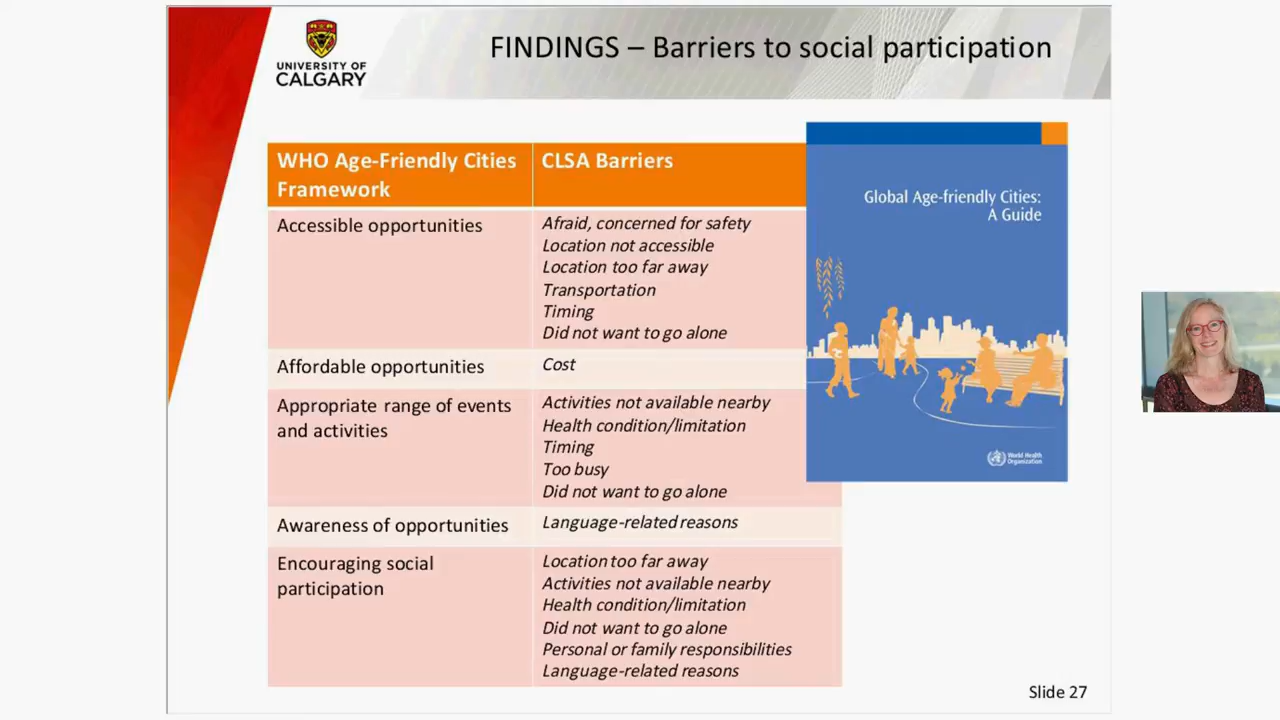 UNIVERSITY OF
CALGARY
FINDINGS – Barriers to social participation
WHO Age-Friendly Cities
Framework
CLSA Barriers
Accessible opportunities
Afraid, concerned for safety
Location not accessible
Location too far away
Transportation
Timing
Did not want to go alone
Affordable opportunities
Cost
Appropriate range of events
and activities
Activities not available nearby
Health condition/limitation
Timing
Too busy
Did not want to go alone
Awareness of opportunities
Language-related reasons
Encouraging social
participation
Location too far away
Activities not available nearby
Health condition/limitation
Did not want to go alone
Personal or family responsibilities
Language-related reasons
Global Age-friendly Cities:
A Guide
World Health
Organization
Slide 27